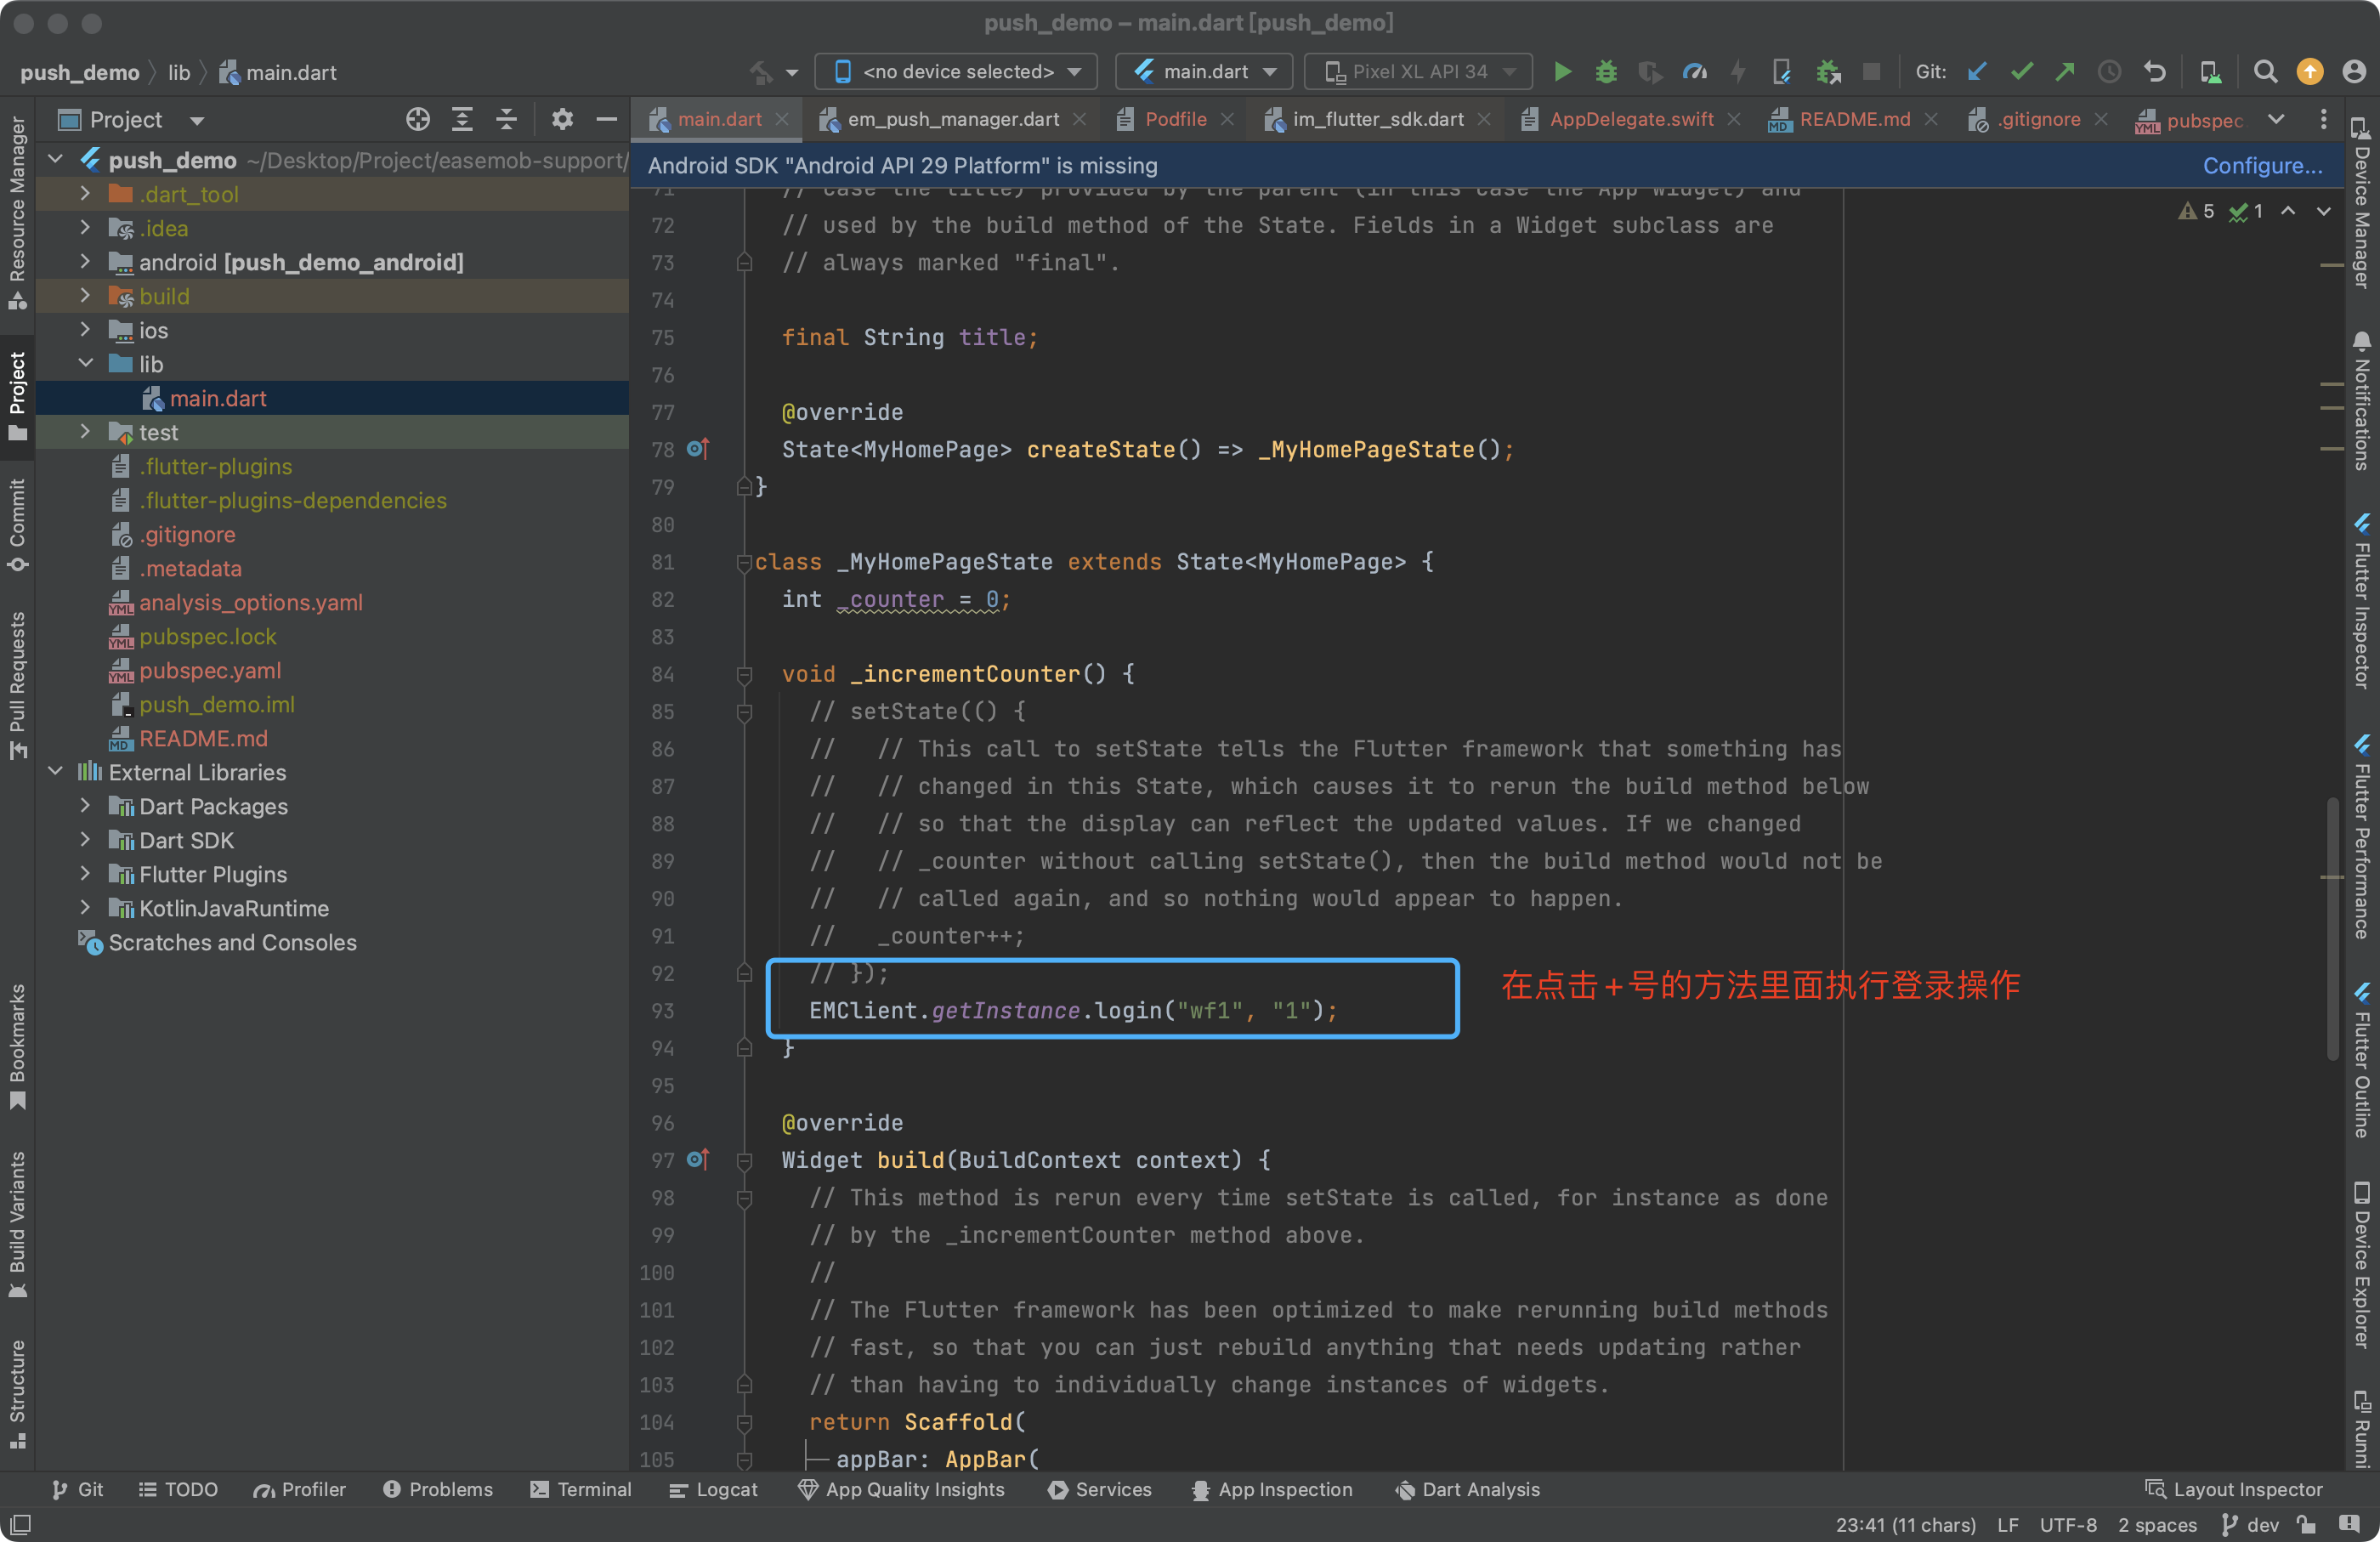 push_demo – main.dart [push_demo]
push_demo lib main.dart
<no device selected> main.dart Pixel XL API 34 Git:
Project
main.dart em_push_manager.dart Podfile im_flutter_sdk.dart AppDelegate.swift README.md .gitignore pubspec
Android SDK "Android API 29 Platform" is missing Configure...
5 1
Resource Manager
Project
Commit
Pull Requests
Bookmarks
Build Variants
Structure
push_demo ~/Desktop/Project/easemob-support/
.dart_tool
.idea
android [push_demo_android]
build
ios
lib
main.dart
test
.flutter-plugins
.flutter-plugins-dependencies
.gitignore
.metadata
analysis_options.yaml
pubspec.lock
pubspec.yaml
push_demo.iml
README.md
External Libraries
Dart Packages
Dart SDK
Flutter Plugins
KotlinJavaRuntime
Scratches and Consoles
71 // case the title) provided by the parent (in this case the App widget) and
72 // used by the build method of the State. Fields in a Widget subclass are
73 // always marked "final".
74
75 final String title;
76
77 @override
78 State<MyHomePage> createState() => _MyHomePageState();
79 }
80
81 class _MyHomePageState extends State<MyHomePage> {
82 int _counter = 0;
83
84 void _incrementCounter() {
85 // setState(() {
86 //   // This call to setState tells the Flutter framework that something has
87 //   // changed in this State, which causes it to rerun the build method below
88 //   // so that the display can reflect the updated values. If we changed
89 //   // _counter without calling setState(), then the build method would not be
90 //   // called again, and so nothing would appear to happen.
91 //   _counter++;
92 // });
93 EMClient.getInstance.login("wf1", "1");
在点击+号的方法里面执行登录操作
94 }
95
96 @override
97 Widget build(BuildContext context) {
98 // This method is rerun every time setState is called, for instance as done
99 // by the _incrementCounter method above.
100 //
101 // The Flutter framework has been optimized to make rerunning build methods
102 // fast, so that you can just rebuild anything that needs updating rather
103 // than having to individually change instances of widgets.
104 return Scaffold(
105 appBar: AppBar(
Device Manager
Notifications
Flutter Inspector
Flutter Performance
Flutter Outline
Device Explorer
Runni
Git TODO Profiler Problems Terminal Logcat App Quality Insights Services App Inspection Dart Analysis Layout Inspector
23:41 (11 chars) LF UTF-8 2 spaces dev